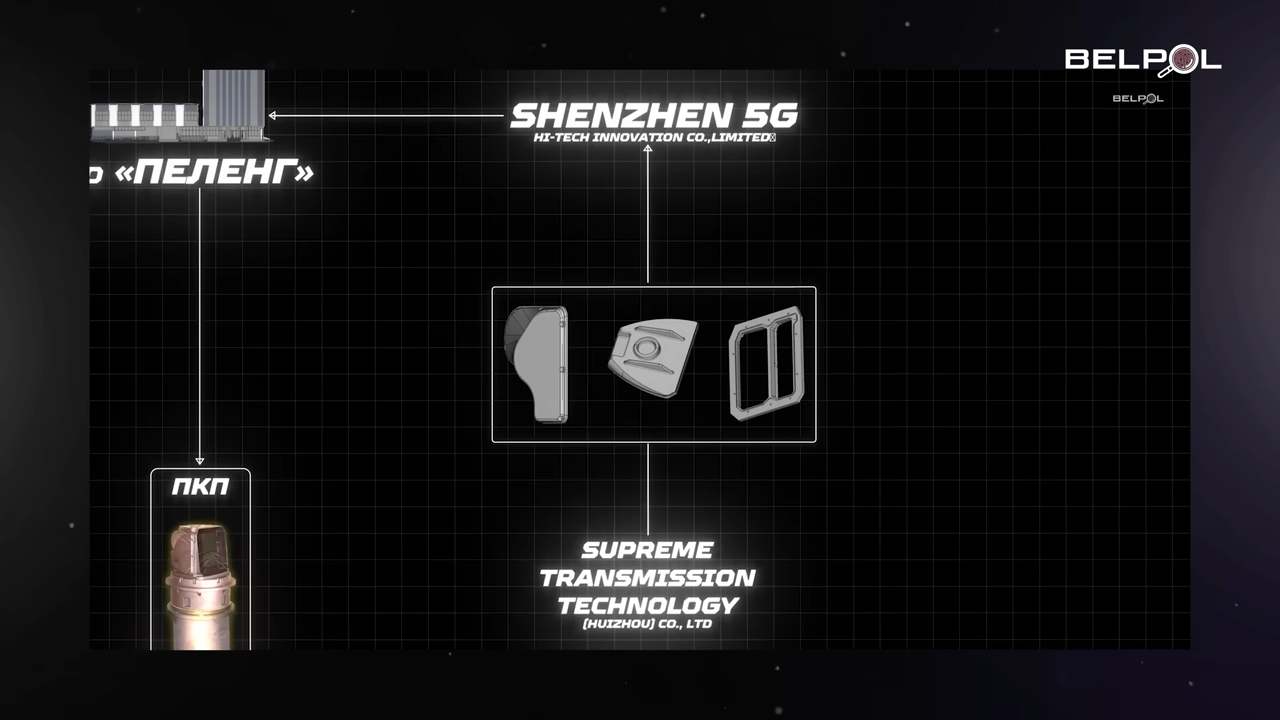 BELPOL
BELPOL
SHENZHEN 5G
HI-TECH INNOVATION CO.,LIMITED
О «ПЕЛЕНГ»
ПКП
SUPREME
TRANSMISSION
TECHNOLOGY
(HUIZHOU) CO., LTD